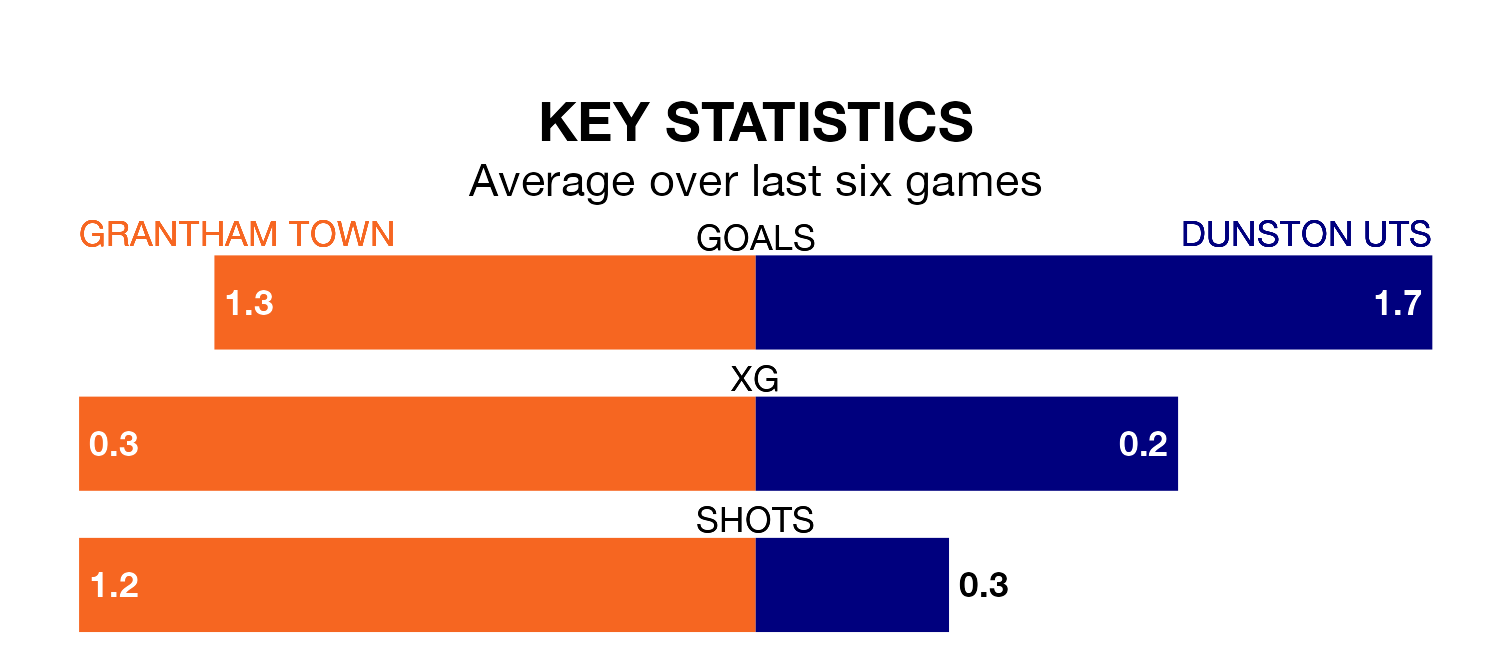 KEY STATISTICS
Average over last six games
GRANTHAM TOWN
GOALS
DUNSTON UTS
1.3
1.7
XG
0.3
0.2
SHOTS
1.2
0.3